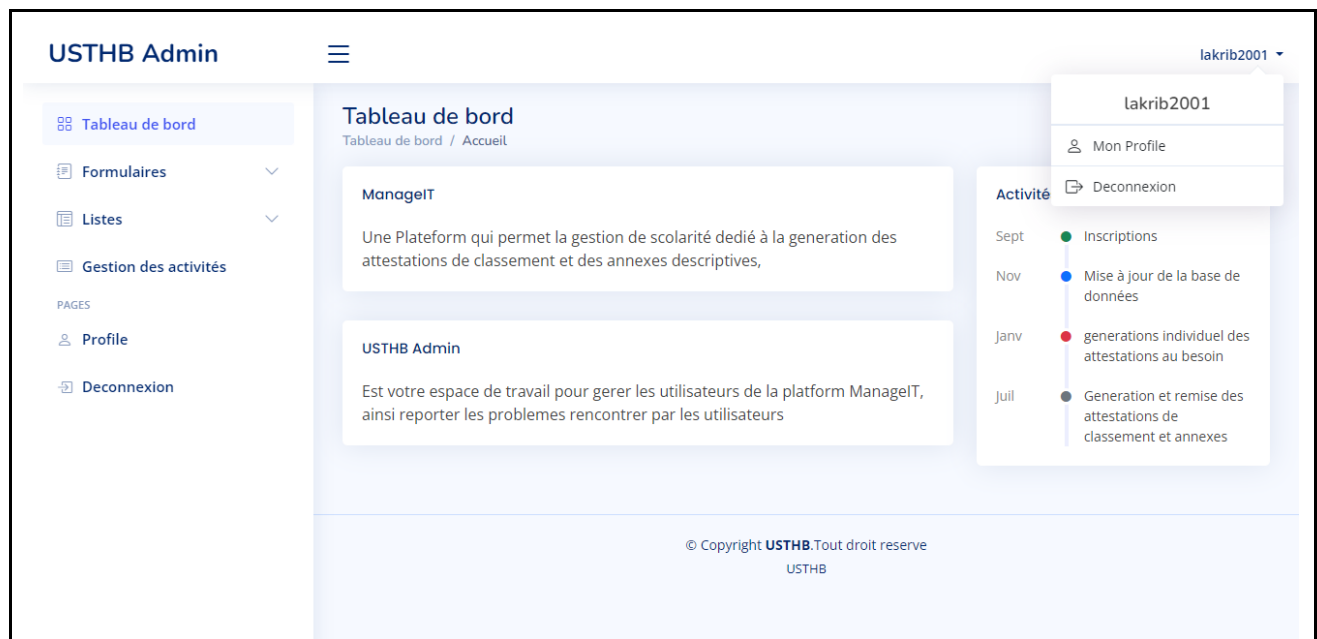 USTHB Admin
lakrib2001
lakrib2001
Mon Profile
Deconnexion
Tableau de bord
Formulaires
Listes
Gestion des activités
PAGES
Profile
Deconnexion
Tableau de bord
Tableau de bord / Accueil
ManageIT
Une Plateform qui permet la gestion de scolarité dedié à la generation des
attestations de classement et des annexes descriptives,
USTHB Admin
Est votre espace de travail pour gerer les utilisateurs de la platform ManageIT,
ainsi reporter les problemes rencontrer par les utilisateurs
Activité
Sept Inscriptions
Nov Mise à jour de la base de
données
Janv generations individuel des
attestations au besoin
Juil Generation et remise des
attestations de
classement et annexes
© Copyright USTHB.Tout droit reserve
USTHB